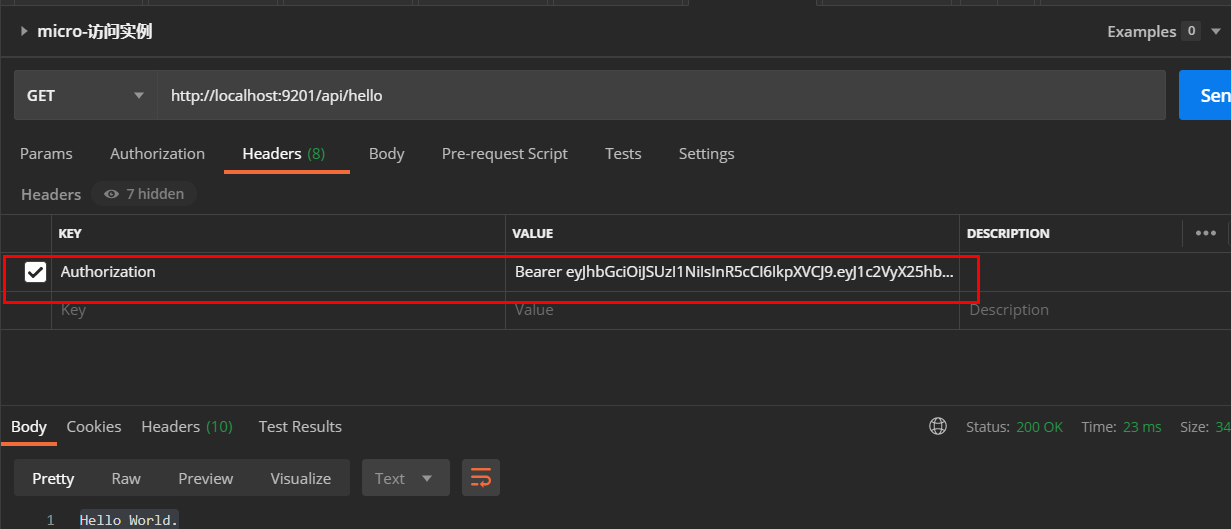 micro-访问实例
Examples 0
GET http://localhost:9201/api/hello Sen
Params Authorization Headers (8) Body Pre-request Script Tests Settings
Headers 7 hidden
KEY VALUE DESCRIPTION
Authorization Bearer eyJhbGciOiJSUzI1NiIsInR5cCI6IkpXVCJ9.eyJ1c2VyX25hb...
Key Value Description
Body Cookies Headers (10) Test Results Status: 200 OK Time: 23 ms Size: 34
Pretty Raw Preview Visualize Text
1 Hello World.